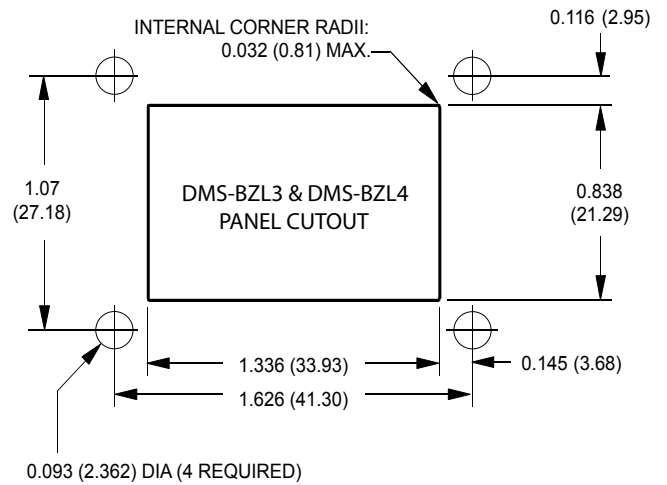 INTERNAL CORNER RADII:
0.032 (0.81) MAX.
0.116 (2.95)
1.07
(27.18)
DMS-BZL3 & DMS-BZL4
PANEL CUTOUT
0.838
(21.29)
1.336 (33.93)
0.145 (3.68)
1.626 (41.30)
0.093 (2.362) DIA (4 REQUIRED)